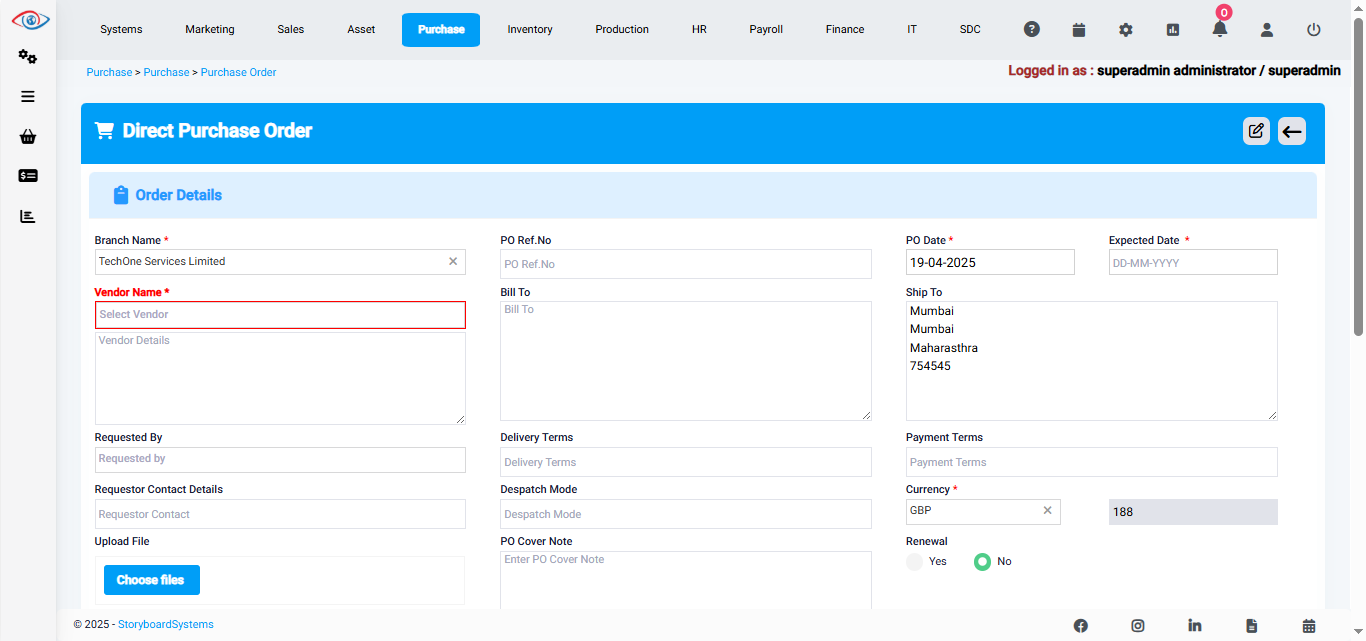 Systems Marketing Sales Asset Purchase Inventory Production HR Payroll Finance IT SDC 0
Purchase > Purchase > Purchase Order
Logged in as : superadmin administrator / superadmin
Direct Purchase Order
Order Details
Branch Name *
TechOne Services Limited
Vendor Name *
Select Vendor
Vendor Details
Requested By
Requested by
Requestor Contact Details
Requestor Contact
Upload File
Choose files
PO Ref.No
PO Ref.No
Bill To
Bill To
Delivery Terms
Delivery Terms
Despatch Mode
Despatch Mode
PO Cover Note
Enter PO Cover Note
PO Date *
19-04-2025
Expected Date *
DD-MM-YYYY
Ship To
Mumbai
Mumbai
Maharasthra
754545
Payment Terms
Payment Terms
Currency *
GBP
188
Renewal
Yes No
© 2025 - StoryboardSystems